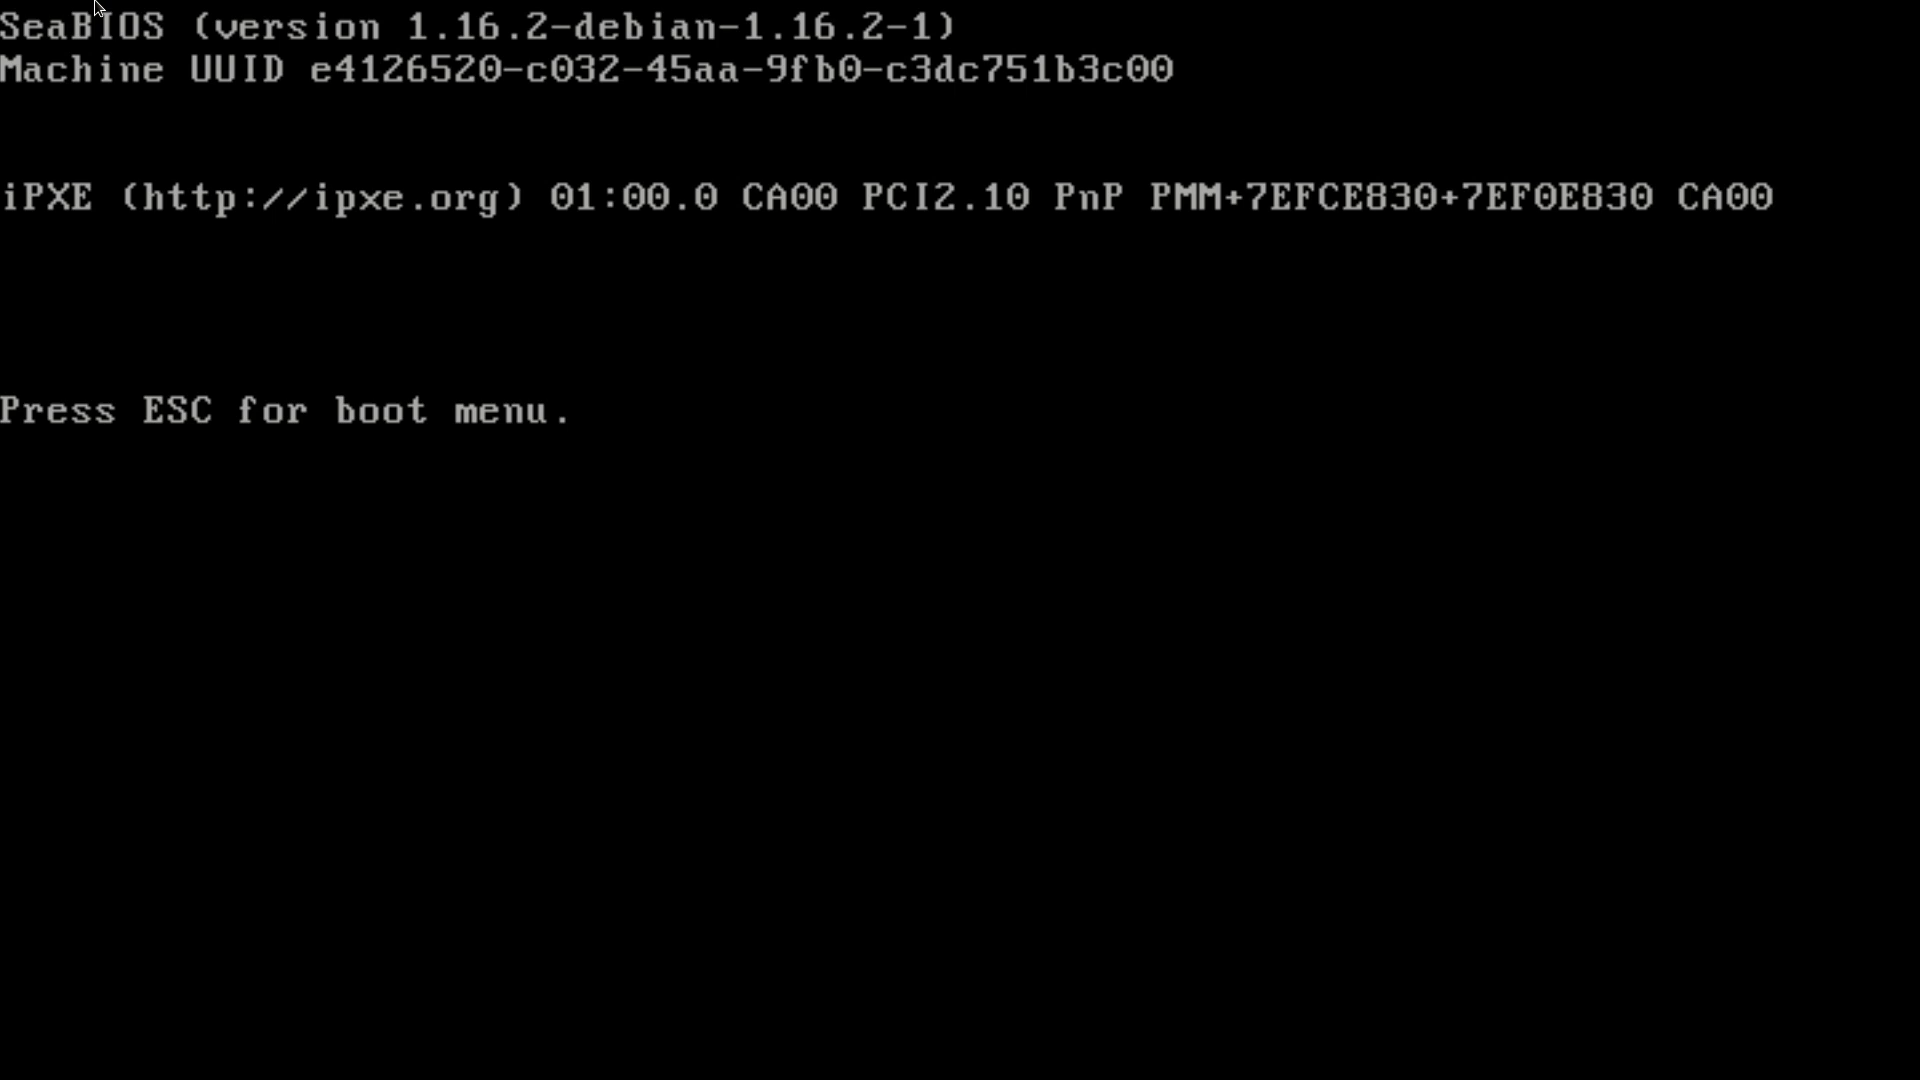 SeaBIOS (version 1.16.2-debian-1.16.2-1)
Machine UUID e4126520-c032-45aa-9fb0-c3dc751b3c00
iPXE (http://ipxe.org) 01:00.0 CA00 PCI2.10 PnP PMM+7EFCE830+7EF0E830 CA00
Press ESC for boot menu.